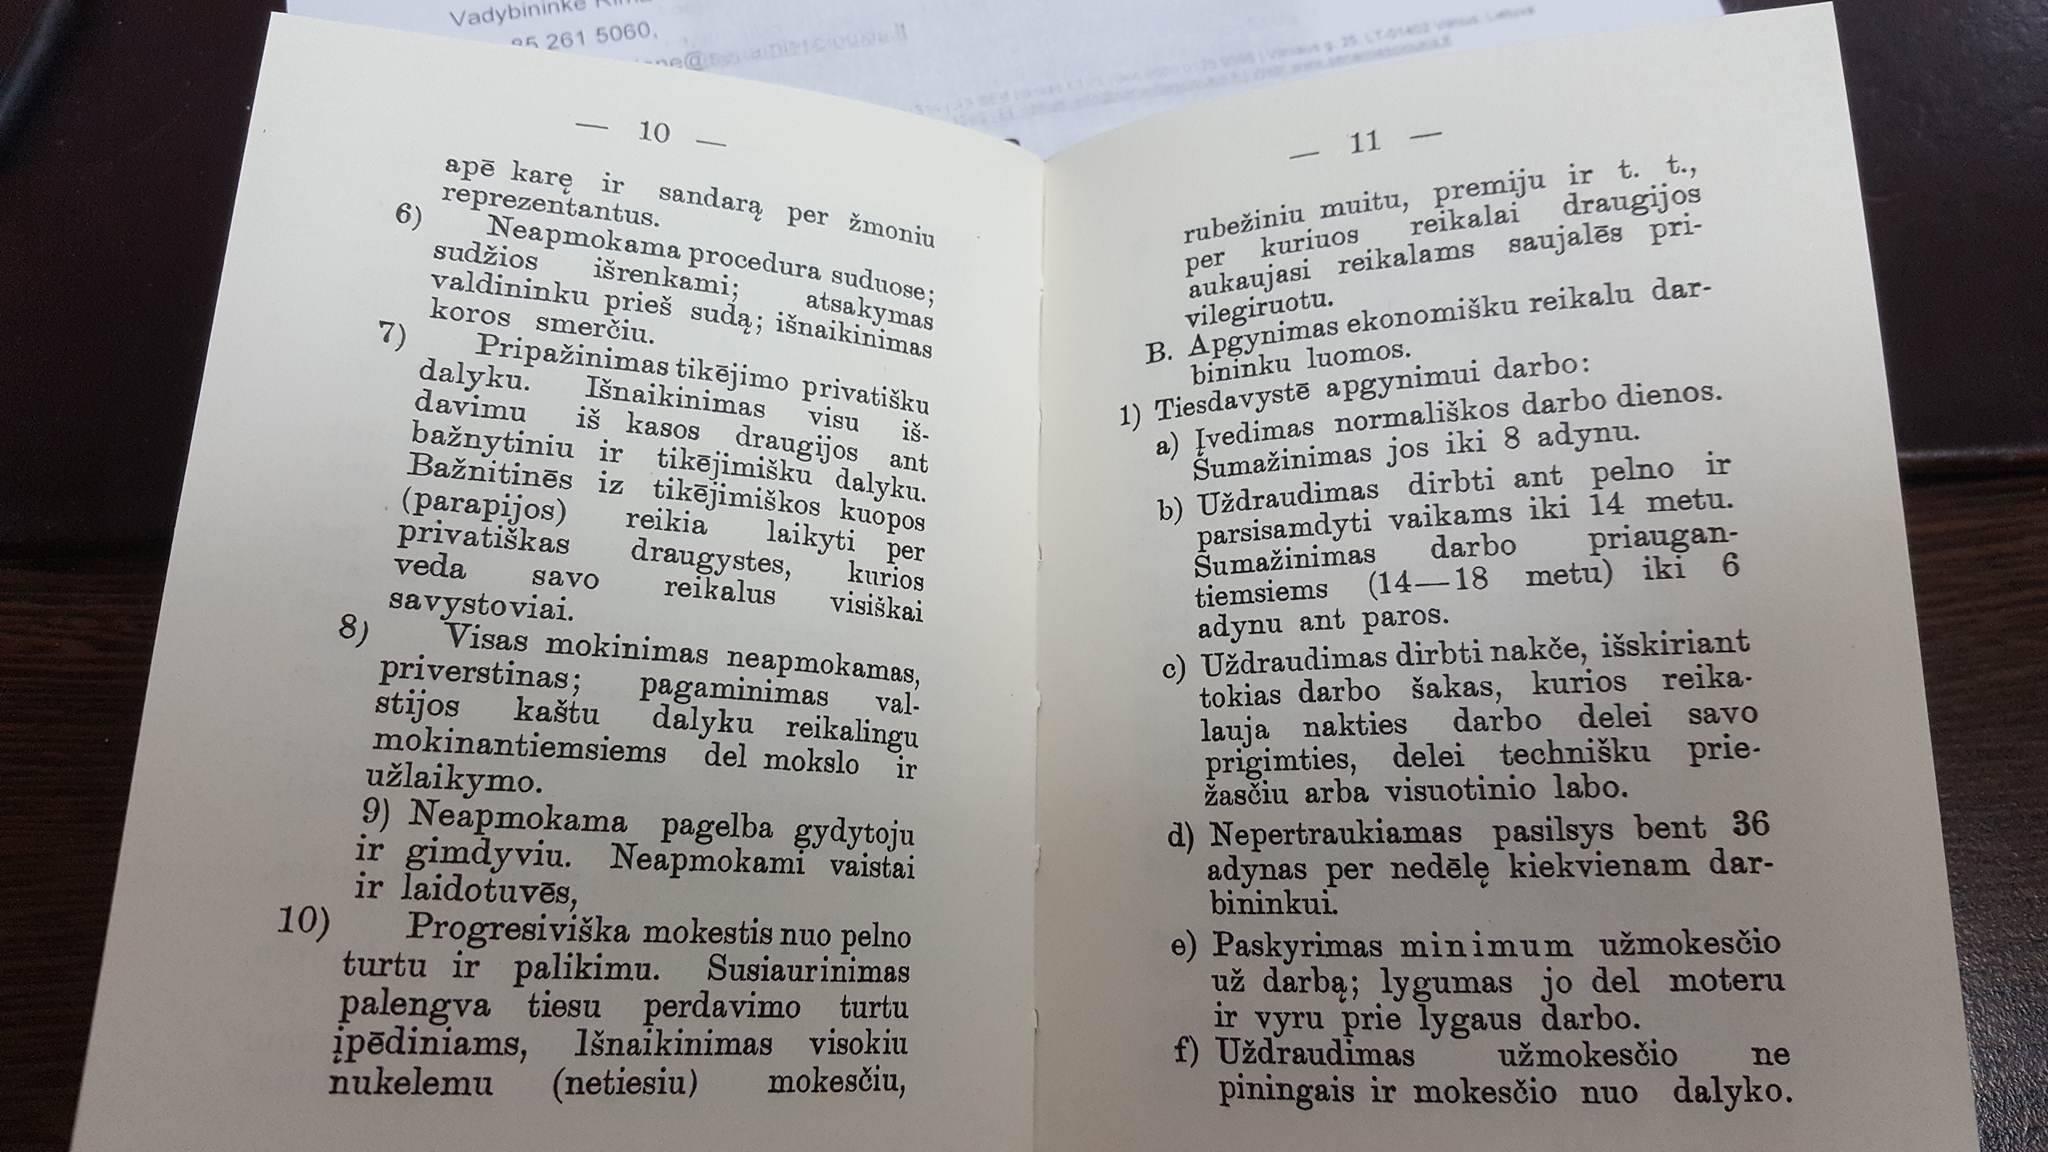 Vadybininkė
85 261 5060,
— 10 —
apē karę ir sandarą per žmoniu
reprezentantus.
6) Neapmokama procedura suduose;
sudžios išrenkami; atsakymas
valdininku prieš sudą; išnaikinimas
koros smerčiu.
7) Pripažinimas tikējimo privatišku
dalyku. Išnaikinimas visu iš-
davimu iš kasos draugijos ant
bažnytiniu ir tikējimišku dalyku.
Bažnitinēs iz tikējimiškos kuopos
(parapijos) reikia laikyti per
privatiškas draugystes, kurios
veda savo reikalus visiškai
savystoviai.
8) Visas mokinimas neapmokamas,
priverstinas; pagaminimas val-
stijos kaštu dalyku reikalingu
mokinantiemsiems del mokslo ir
užlaikymo.
9) Neapmokama pagelba gydytoju
ir gimdyviu. Neapmokami vaistai
ir laidotuvēs,
10) Progresiviška mokestis nuo pelno
turtu ir palikimu. Susiaurinimas
palengva tiesu perdavimo turtu
įpēdiniams, Išnaikinimas visokiu
nukelemu (netiesiu) mokesčiu,
— 11 —
rubežiniu muitu, premiju ir t. t.,
per kuriuos reikalai draugijos
aukaujasi reikalams saujalēs pri-
vilegiruotu.
B. Apgynimas ekonomišku reikalu dar-
bininku luomos.
1) Tiesdavystē apgynimui darbo:
a) Įvedimas normališkos darbo dienos.
Sumažinimas jos iki 8 adynu.
b) Uždraudimas dirbti ant pelno ir
parsisamdyti vaikams iki 14 metu.
Sumažinimas darbo priaugan-
tiemsiems (14—18 metu) iki 6
adynu ant paros.
c) Uždraudimas dirbti nakče, išskiriant
tokias darbo šakas, kurios reika-
lauja nakties darbo delei savo
prigimties, delei technišku prie-
žasčiu arba visuotinio labo.
d) Nepertraukiamas pasilsys bent 36
adynas per nedēlę kiekvienam dar-
bininkui.
e) Paskyrimas minimum užmokesčio
už darbą; lygumas jo del moteru
ir vyru prie lygaus darbo.
f) Uždraudimas užmokesčio ne
piningais ir mokesčio nuo dalyko.